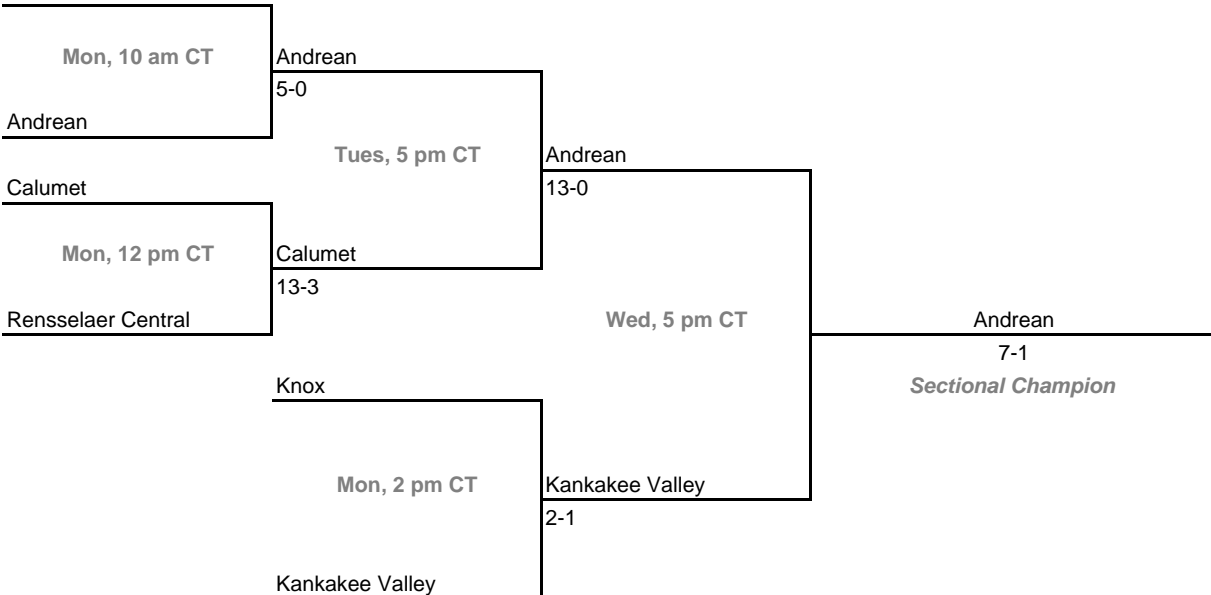 Mon, 10 am CT
Andrean
5-0
Andrean
Tues, 5 pm CT
Andrean
13-0
Calumet
Mon, 12 pm CT
Calumet
13-3
Rensselaer Central
Wed, 5 pm CT
Andrean
7-1
Sectional Champion
Knox
Mon, 2 pm CT
Kankakee Valley
2-1
Kankakee Valley